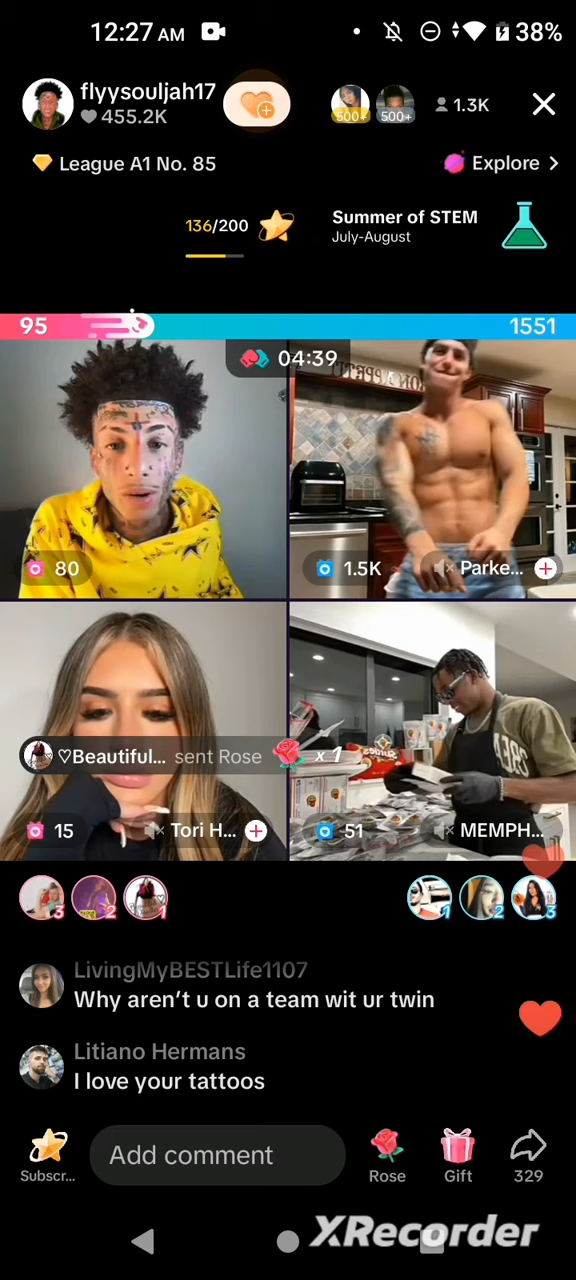 12:27 AM
38%
flyysouljah17
455.2K
500+
500+
1.3K
League A1 No. 85
Explore >
136/200
Summer of STEM
July-August
95
1551
04:39
BON APPETIT
80
1.5K
Parke...
♡Beautiful... sent Rose x 1
15
Tori H...
51
MEMPH...
3
2
1
1
2
3
LivingMyBESTLife1107
Why aren't u on a team wit ur twin
Litiano Hermans
I love your tattoos
Subscr...
Add comment
Rose
Gift
329
XRecorder